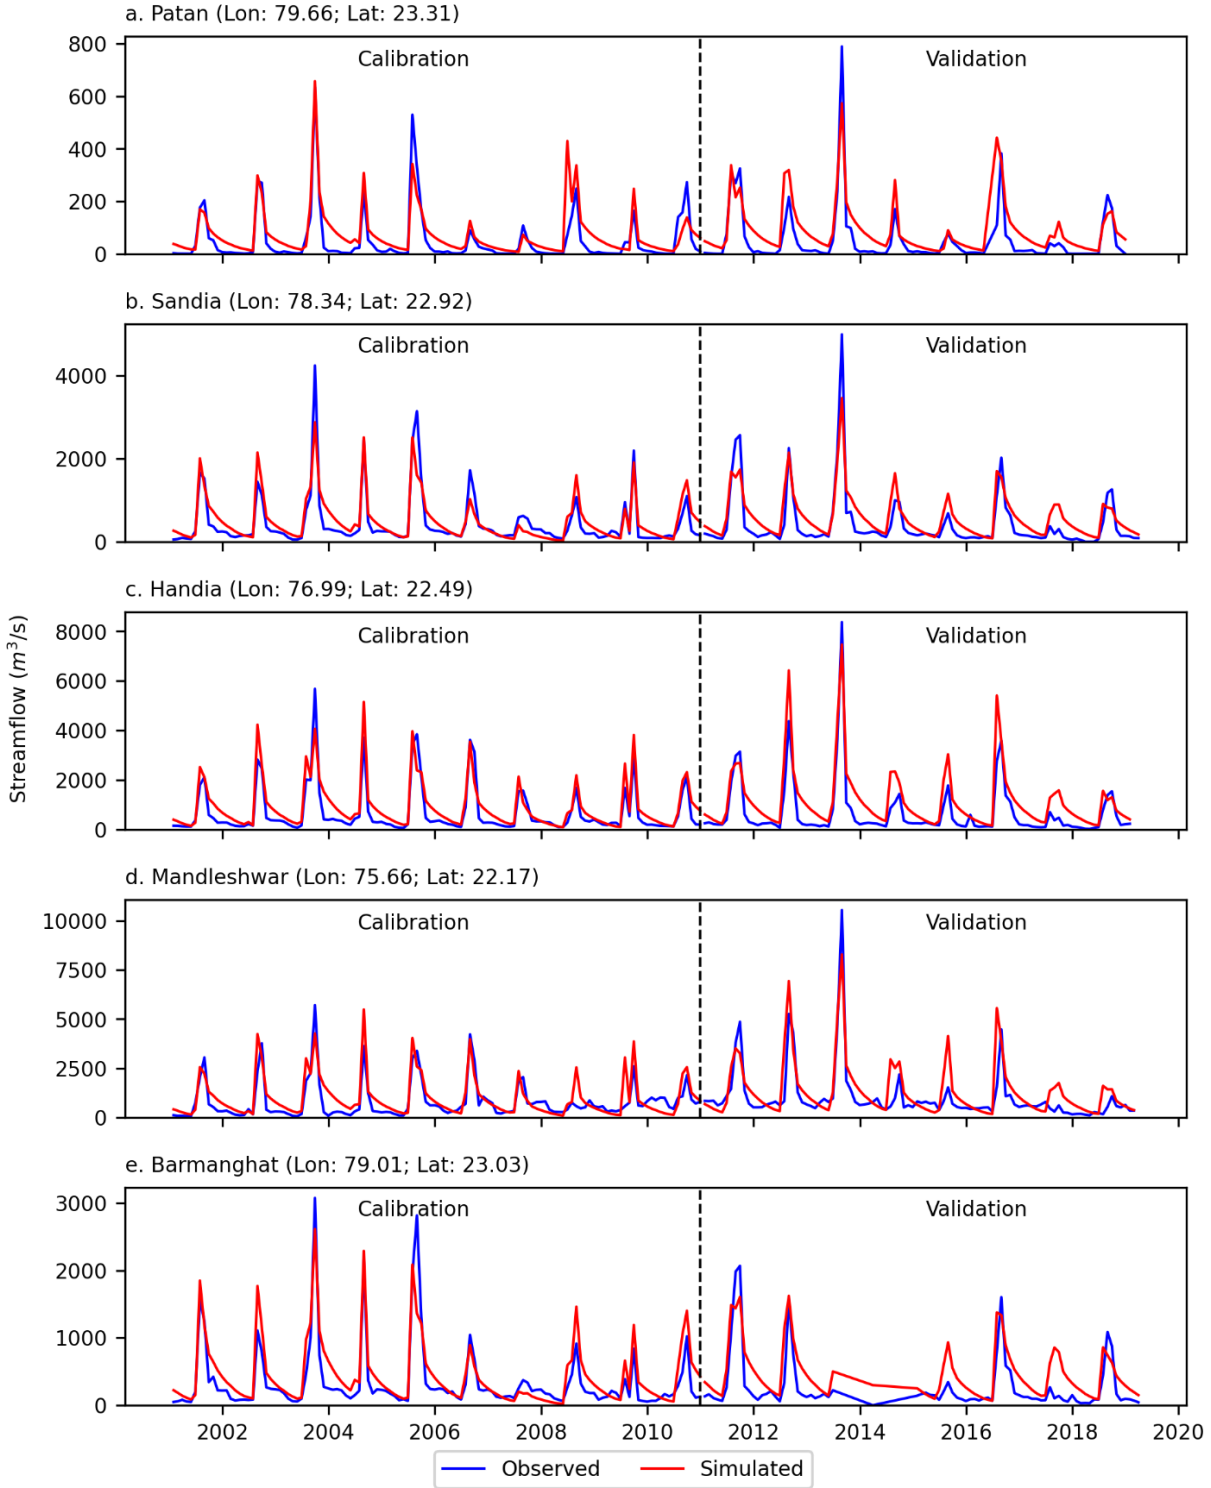 a. Patan (Lon: 79.66; Lat: 23.31)
800
600
400
200
0
Calibration
Validation
b. Sandia (Lon: 78.34; Lat: 22.92)
4000
2000
0
Calibration
Validation
c. Handia (Lon: 76.99; Lat: 22.49)
8000
6000
4000
2000
0
Calibration
Validation
Streamflow (m³/s)
d. Mandleshwar (Lon: 75.66; Lat: 22.17)
10000
7500
5000
2500
0
Calibration
Validation
e. Barmanghat (Lon: 79.01; Lat: 23.03)
3000
2000
1000
0
Calibration
Validation
2002 2004 2006 2008 2010 2012 2014 2016 2018 2020
Observed Simulated